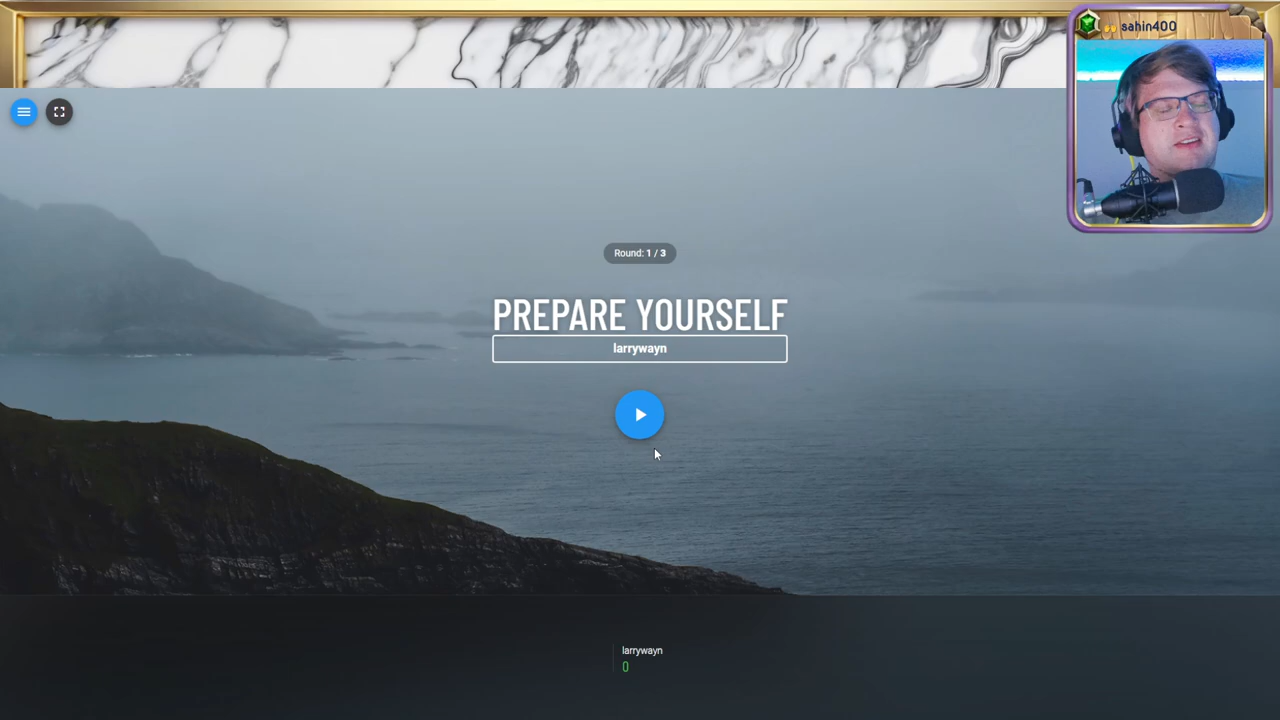 sahin400
Round: 1 / 3
PREPARE YOURSELF
larrywayn
larrywayn
0